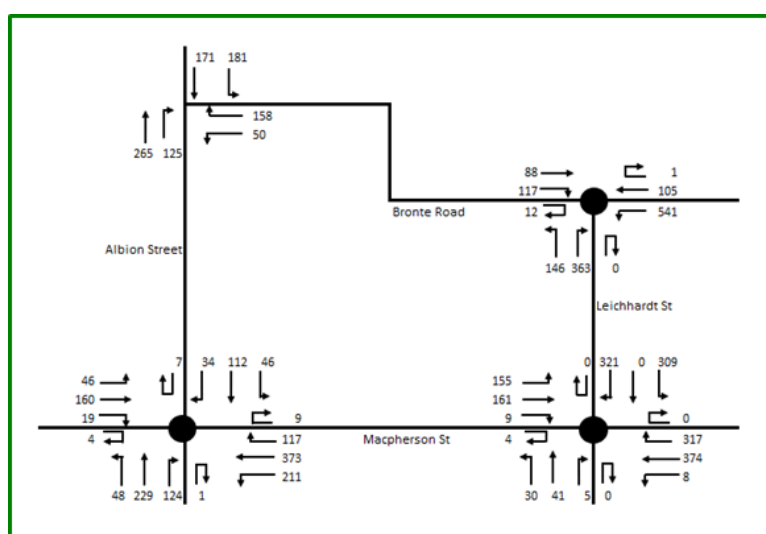 171 181
158
265 125
50
88 1
117 105
12 541
Bronte Road
146 363 0
Albion Street
Leichhardt St
7 34 112 46
0 321 0 309
46
155
160
161
19 9
9 0
4 117
4 317
Macpherson St
373
374
211
8
48 229 124 1
30 41 5 0